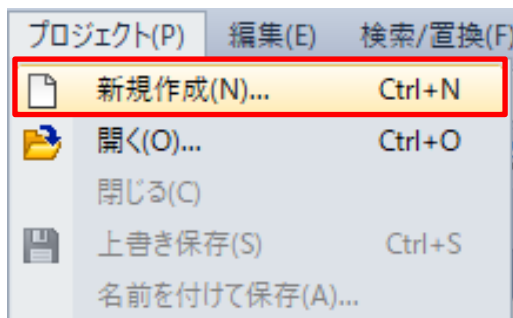 プロジェクト(P) 編集(E) 検索/置換(F)
新規作成(N)... Ctrl+N
開く(O)... Ctrl+O
閉じる(C)
上書き保存(S) Ctrl+S
名前を付けて保存(A)...